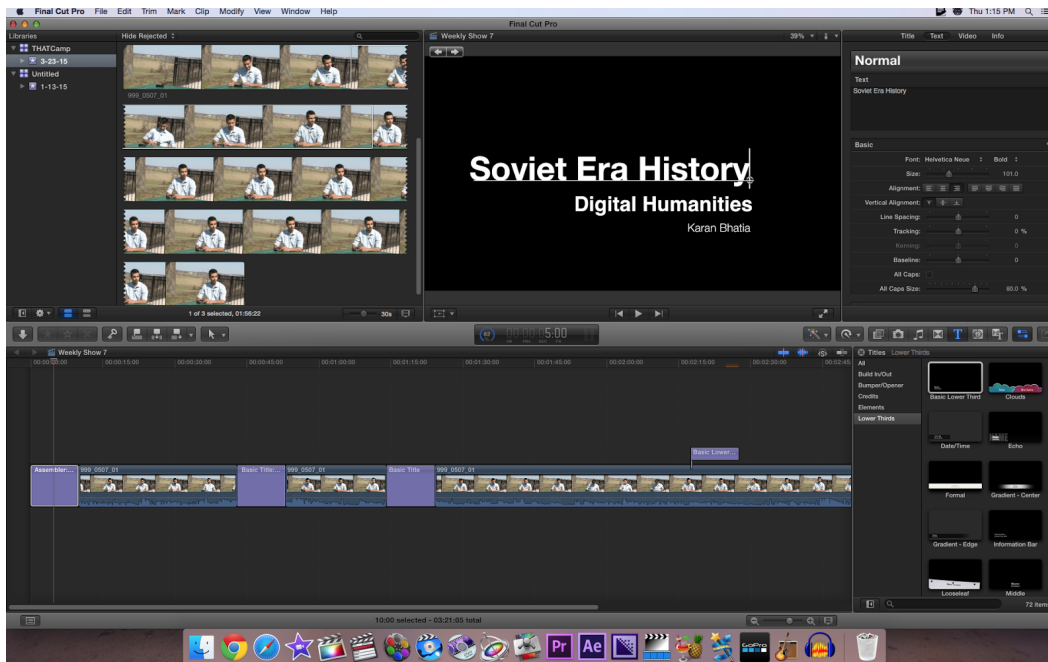 Final Cut Pro File Edit Trim Mark Clip Modify View Window Help Thu 1:15 PM
Final Cut Pro
Libraries
THATCamp
3-23-15
Untitled
1-13-15
Hide Rejected
999_0507_01
1 of 3 selected, 01:56:22
30s
Weekly Show 7
39%
Soviet Era History
Digital Humanities
Karan Bhatia
Title Text Video Info
Normal
Text
Soviet Era History
Basic
Font: Helvetica Neue Bold
Size: 101.0
Alignment:
Vertical Alignment:
Line Spacing: 0
Tracking: 0 %
Kerning: 0
Baseline: 0
All Caps:
All Caps Size: 80.0 %
5:00
Weekly Show 7
00:00:15:00 00:00:30:00 00:00:45:00 00:01:00:00 00:01:15:00 00:01:30:00 00:01:45:00 00:02:00:00 00:02:15:00 00:02:30:00 00:02:45
Basic Lower...
Assembler:... 999_0507_01 Basic Title:... 999_0507_01 Basic Title 999_0507_01
Titles Lower Thirds
All
Build In/Out
Bumper/Opener
Credits
Elements
Lower Thirds
Basic Lower Third Clouds
Date/Time Echo
Formal Gradient - Center
Gradient - Edge Information Bar
Looseleaf Middle
72 items
10:00 selected - 03:21:05 total
Pr Ae
GoPro